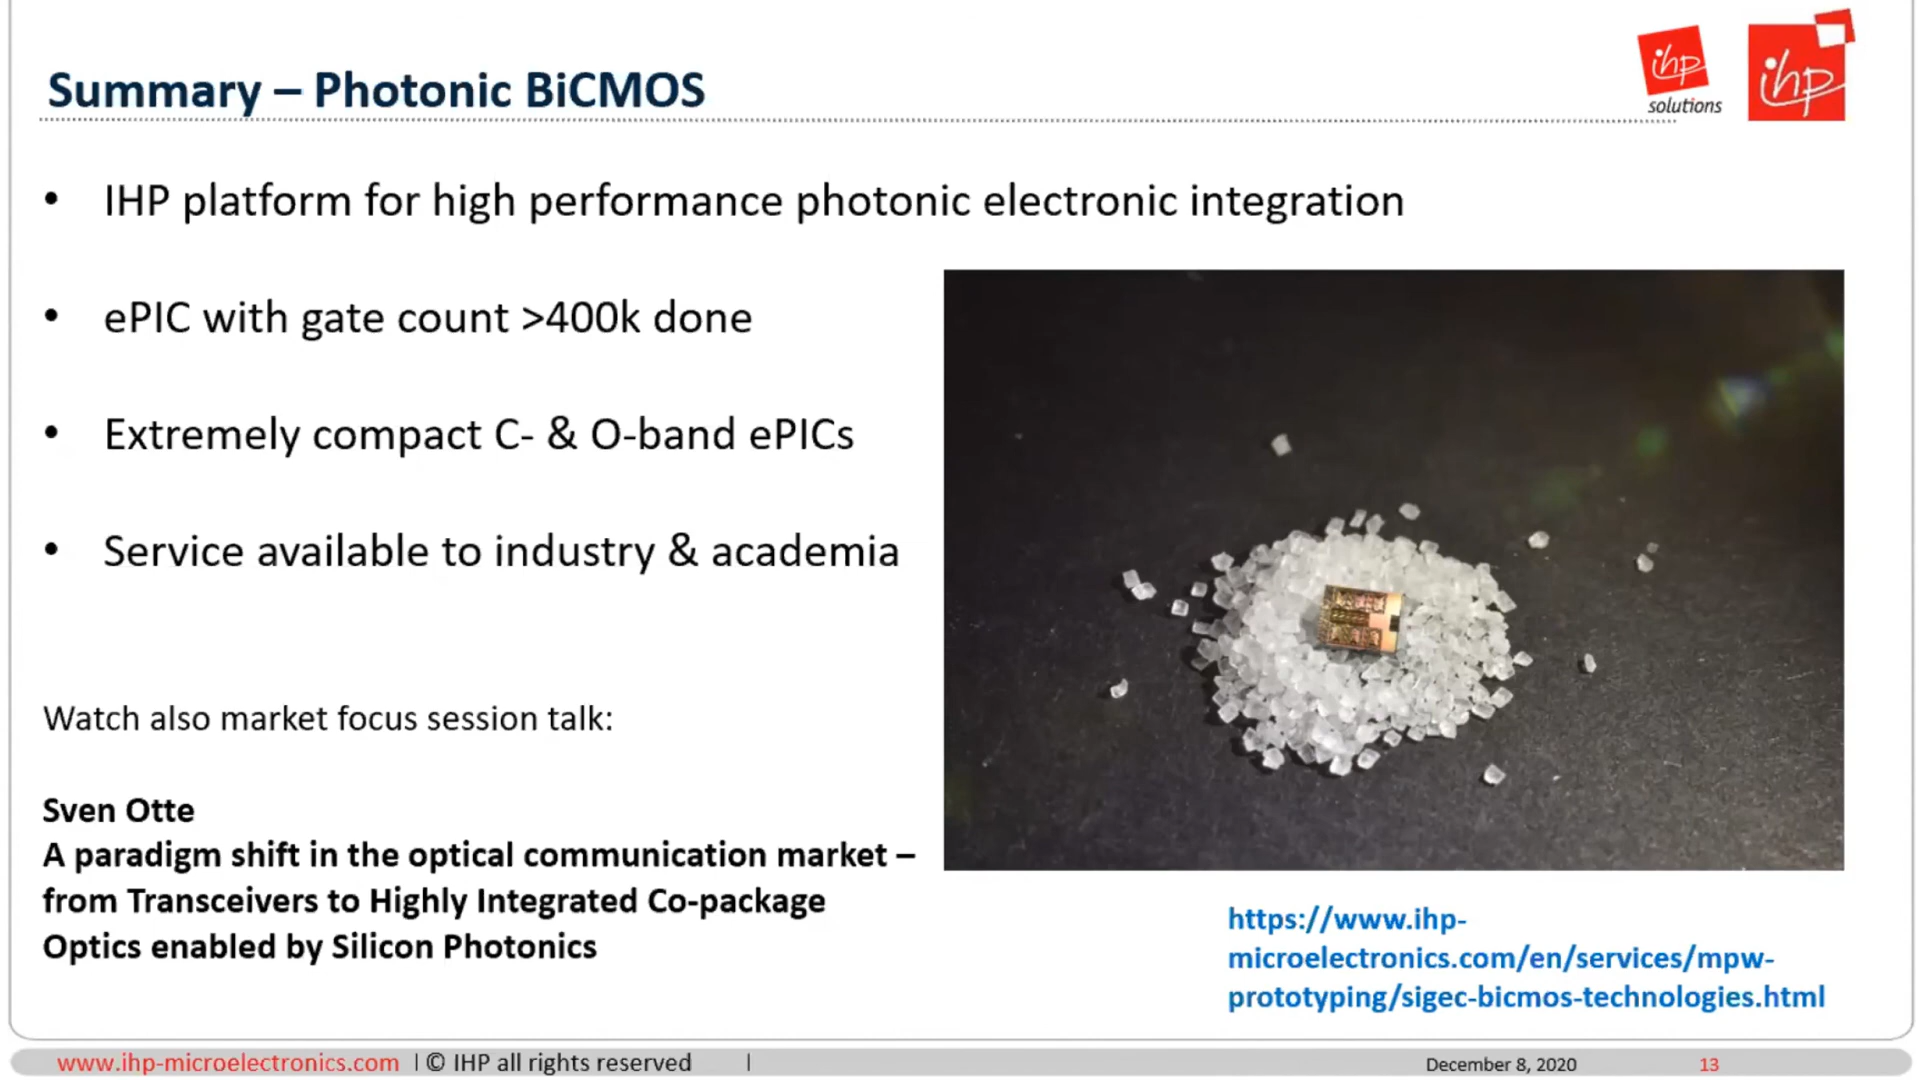 Summary – Photonic BiCMOS
ihp
solutions
ihp
• IHP platform for high performance photonic electronic integration
• ePIC with gate count >400k done
• Extremely compact C- & O-band ePICs
• Service available to industry & academia
Watch also market focus session talk:
Sven Otte
A paradigm shift in the optical communication market –
from Transceivers to Highly Integrated Co-package
Optics enabled by Silicon Photonics
https://www.ihp-
microelectronics.com/en/services/mpw-
prototyping/sigec-bicmos-technologies.html
www.ihp-microelectronics.com | © IHP all rights reserved | December 8, 2020 13